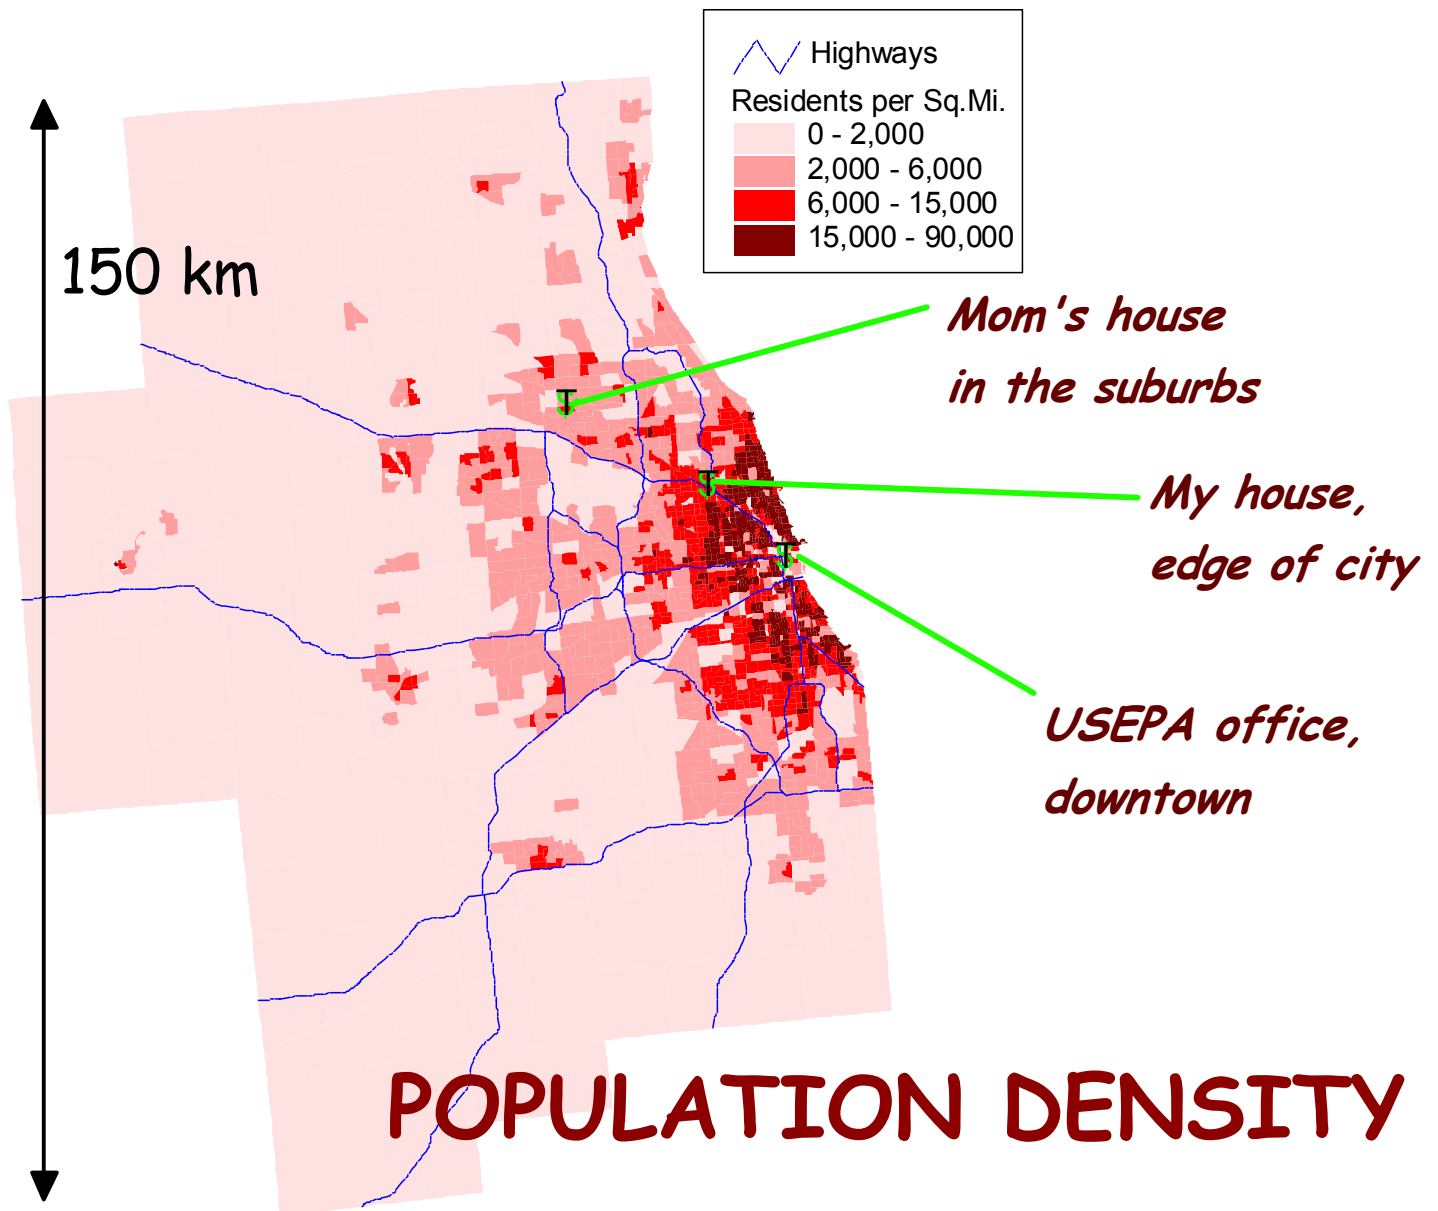 Highways
Residents per Sq.Mi.
0 - 2,000
2,000 - 6,000
6,000 - 15,000
15,000 - 90,000
150 km
Mom's house
in the suburbs
My house,
edge of city
USEPA office,
downtown
POPULATION DENSITY